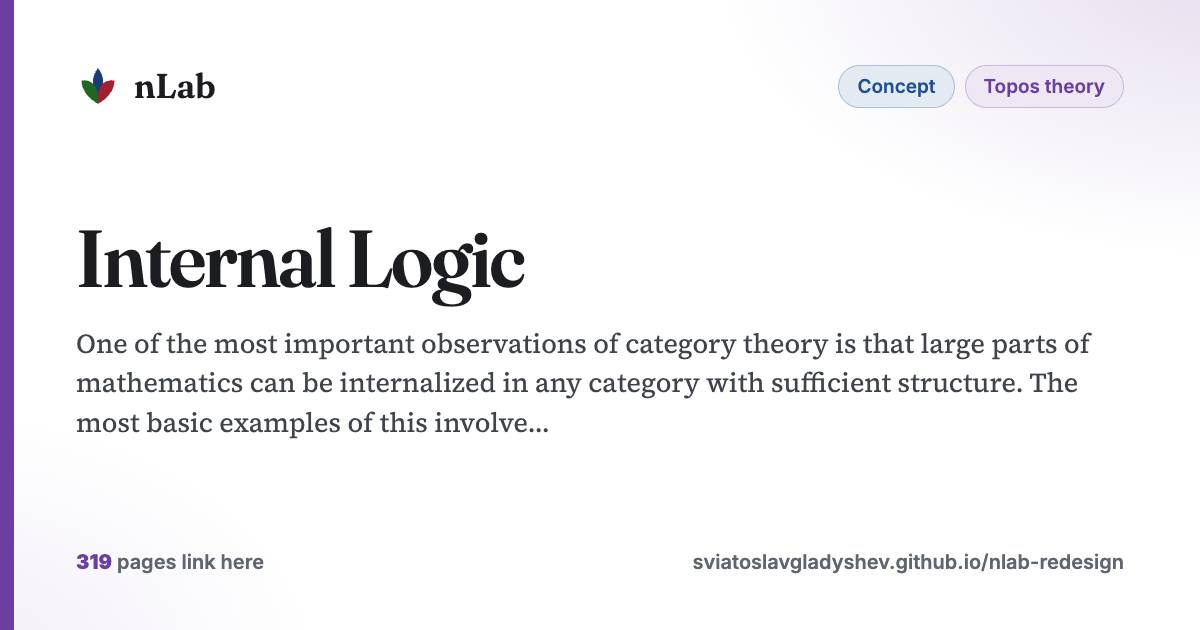 nLab
Concept
Topos theory
Internal Logic
One of the most important observations of category theory is that large parts of
mathematics can be internalized in any category with sufficient structure. The
most basic examples of this involve...
319 pages link here
sviatoslavgladyshev.github.io/nlab-redesign